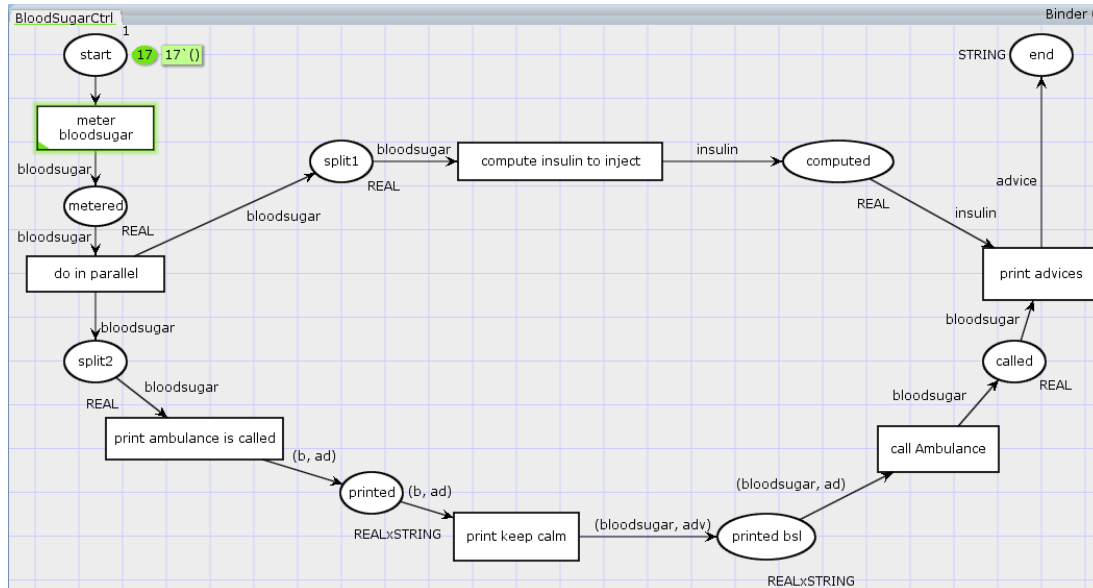 BloodSugarCtrl
Binder
1
start
17
17`()
STRING
end
meter
bloodsugar
bloodsugar
split1
bloodsugar
compute insulin to inject
insulin
computed
REAL
REAL
advice
metered
REAL
bloodsugar
bloodsugar
insulin
do in parallel
print advices
bloodsugar
bloodsugar
split2
bloodsugar
called
REAL
REAL
bloodsugar
print ambulance is called
call Ambulance
(b, ad)
printed
(b, ad)
(bloodsugar, ad)
REALxSTRING
print keep calm
(bloodsugar, adv)
printed bsl
REALxSTRING